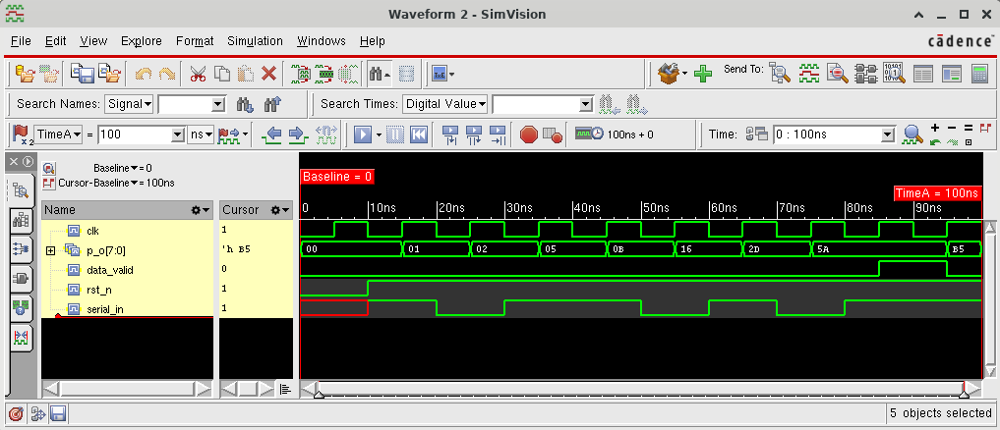 Waveform 2 - SimVision
File Edit View Explore Format Simulation Windows Help
cādence™
Send To:
Search Names: Signal Search Times: Digital Value
TimeA = 100 ns 100ns + 0 Time: 0 : 100ns
Baseline = 0
Cursor-Baseline = 100ns
Baseline = 0
TimeA = 100ns
Name Cursor 0 10ns 20ns 30ns 40ns 50ns 60ns 70ns 80ns 90ns
clk 1
p_o[7:0] 'h B5 00 01 02 05 0B 16 2D 5A B5
data_valid 0
rst_n 1
serial_in 1
5 objects selected